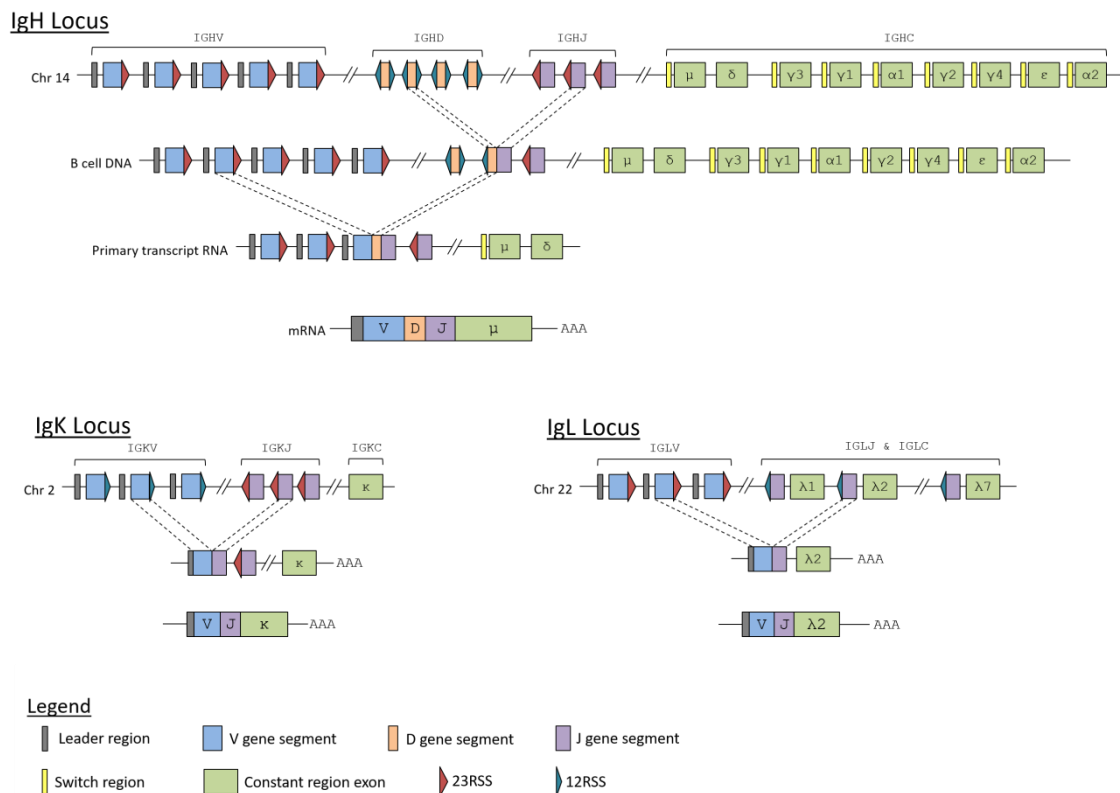 IgH Locus
IGHV IGHD IGHJ IGHC
Chr 14 // // // μ δ γ3 γ1 α1 γ2 γ4 ε α2
B cell DNA // // μ δ γ3 γ1 α1 γ2 γ4 ε α2
Primary transcript RNA // μ δ
mRNA V D J μ AAA
IgK Locus
IGKV IGKJ IGKC
Chr 2 // // κ
// κ AAA
V J κ AAA
IgL Locus
IGLV IGLJ & IGLC
Chr 22 // λ1 λ2 // λ7
λ2 AAA
V J λ2 AAA
Legend
Leader region V gene segment D gene segment J gene segment
Switch region Constant region exon 23RSS 12RSS